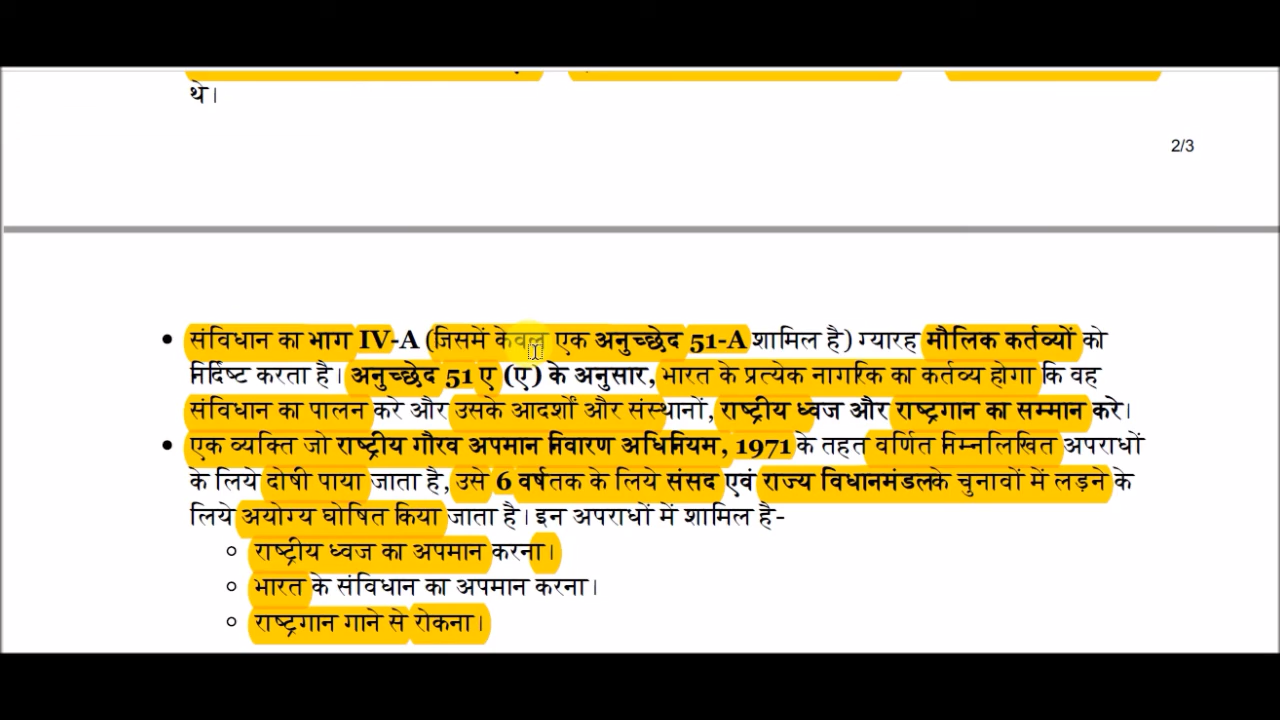 थे।
2/3
• संविधान का भाग IV-A (जिसमें केवल एक अनुच्छेद 51-A शामिल है) ग्यारह मौलिक कर्तव्यों को
निर्दिष्ट करता है। अनुच्छेद 51 ए (ए) के अनुसार, भारत के प्रत्येक नागरिक का कर्तव्य होगा कि वह
संविधान का पालन करे और उसके आदर्शों और संस्थानों, राष्ट्रीय ध्वज और राष्ट्रगान का सम्मान करे।
• एक व्यक्ति जो राष्ट्रीय गौरव अपमान निवारण अधिनियम, 1971 के तहत वर्णित निम्नलिखित अपराधों
के लिये दोषी पाया जाता है, उसे 6 वर्षतक के लिये संसद एवं राज्य विधानमंडलके चुनावों में लड़ने के
लिये अयोग्य घोषित किया जाता है। इन अपराधों में शामिल है-
○ राष्ट्रीय ध्वज का अपमान करना।
○ भारत के संविधान का अपमान करना।
○ राष्ट्रगान गाने से रोकना।